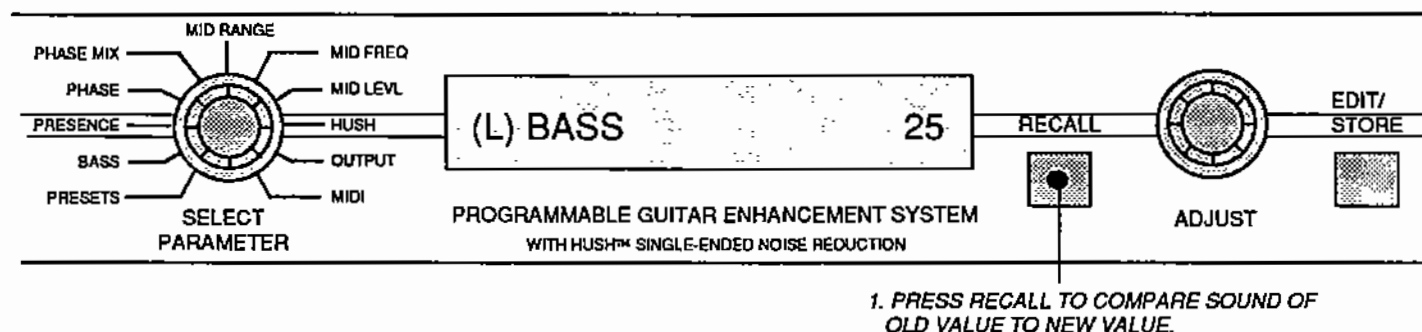 MID RANGE
PHASE MIX
MID FREQ
PHASE
MID LEVL
PRESENCE
HUSH
BASS
OUTPUT
PRESETS
MIDI
SELECT
PARAMETER
(L) BASS 25
PROGRAMMABLE GUITAR ENHANCEMENT SYSTEM
WITH HUSH™ SINGLE-ENDED NOISE REDUCTION
RECALL
ADJUST
EDIT/
STORE
1. PRESS RECALL TO COMPARE SOUND OF
OLD VALUE TO NEW VALUE.